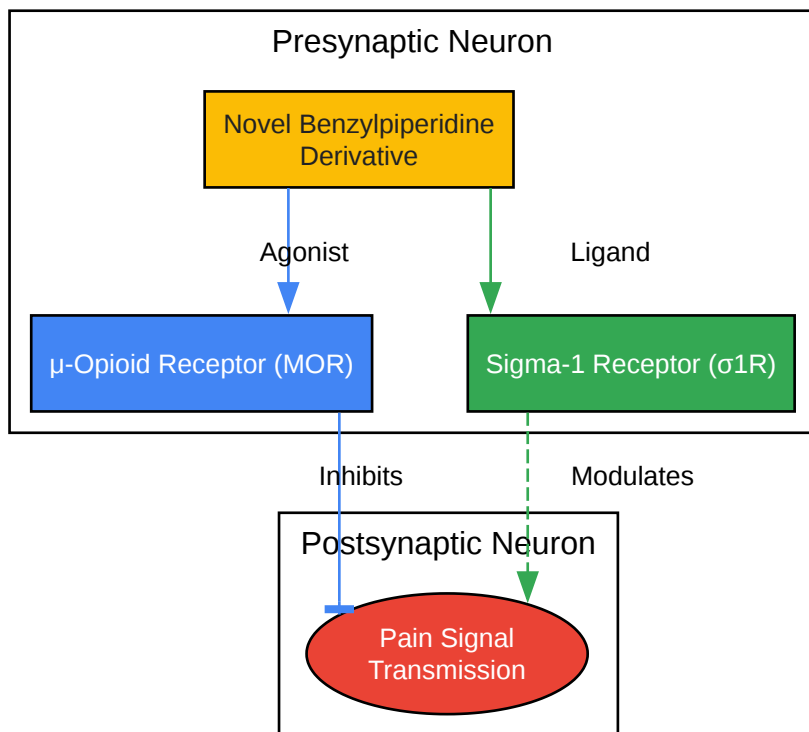 Presynaptic Neuron
Novel Benzylpiperidine
Derivative
Agonist
Ligand
μ-Opioid Receptor (MOR)
Sigma-1 Receptor (σ1R)
Inhibits
Modulates
Postsynaptic Neuron
Pain Signal
Transmission